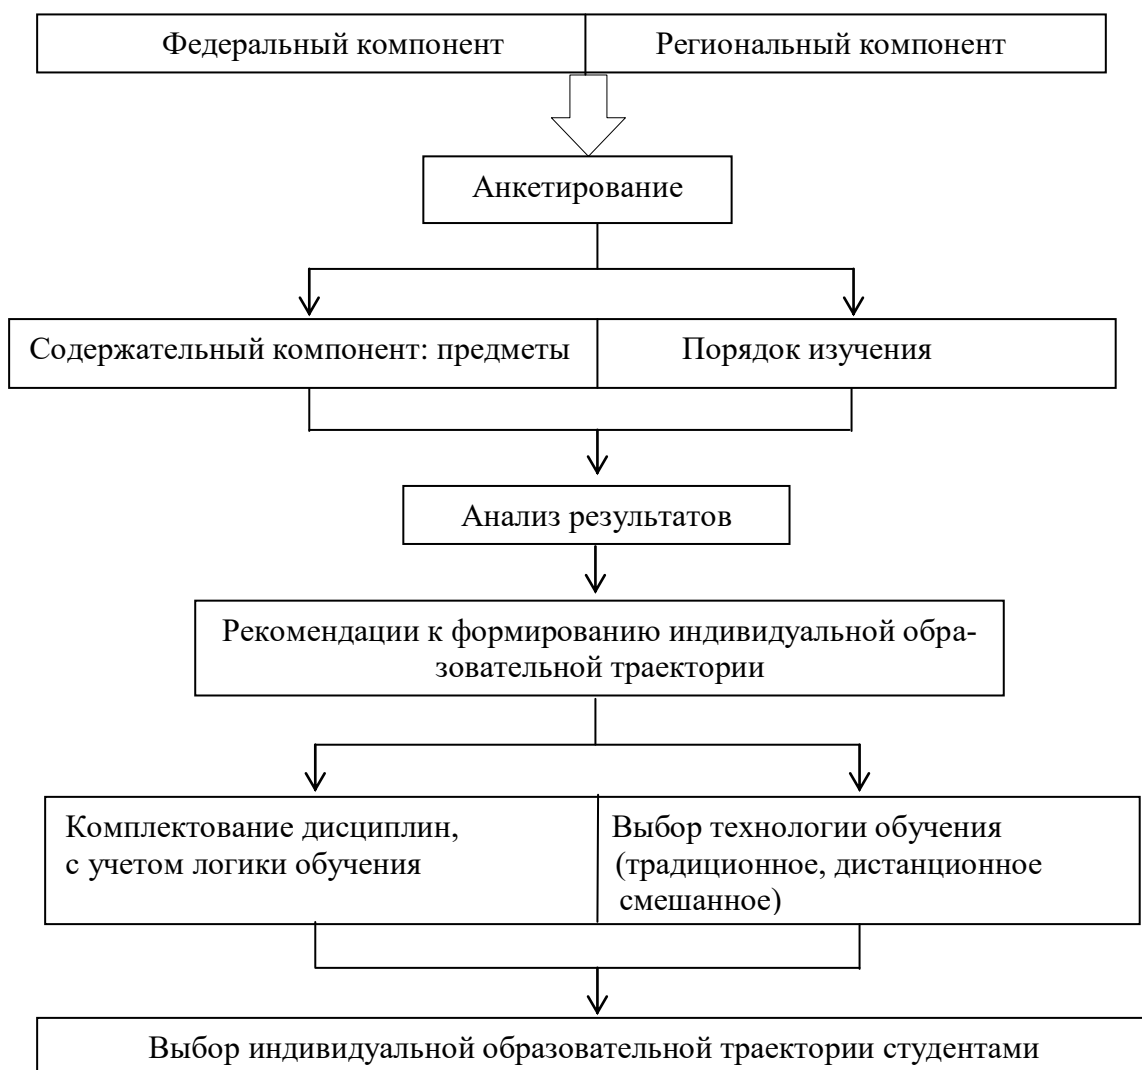 Федеральный компонент
Региональный компонент
Анкетирование
Содержательный компонент: предметы
Порядок изучения
Анализ результатов
Рекомендации к формированию индивидуальной обра-
зовательной траектории
Комплектование дисциплин,
с учетом логики обучения
Выбор технологии обучения
(традиционное, дистанционное
смешанное)
Выбор индивидуальной образовательной траектории студентами